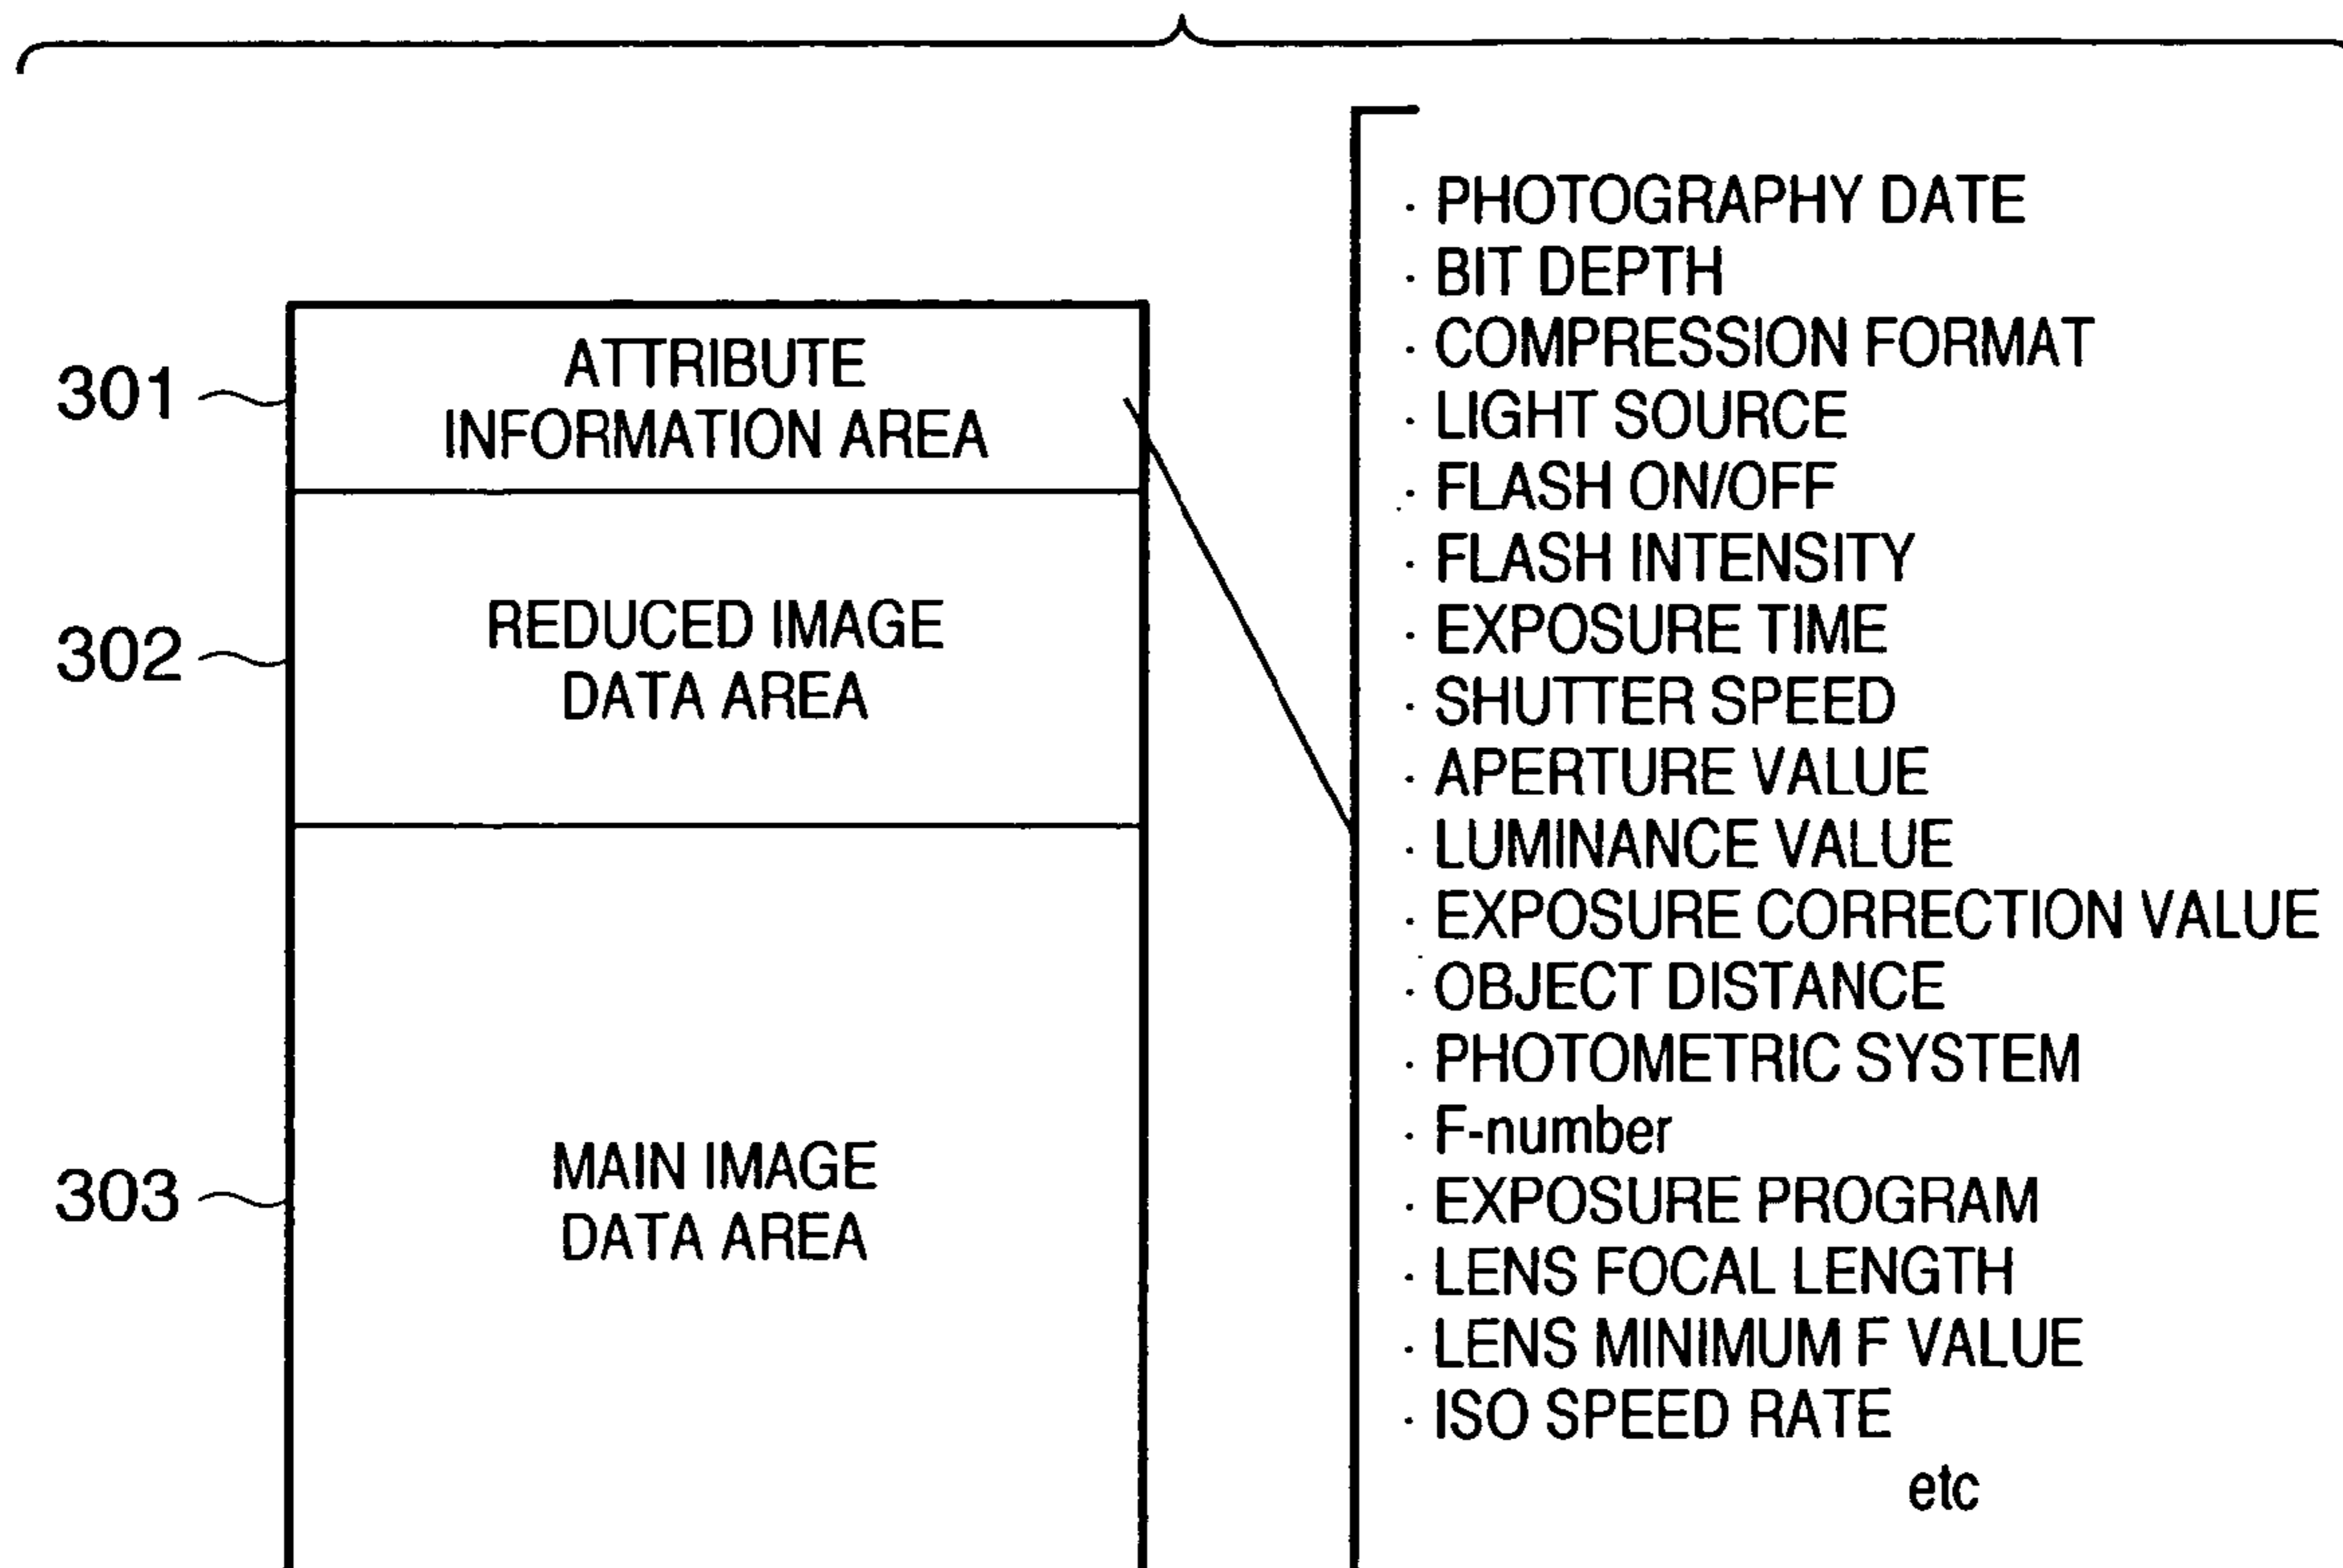 301
ATTRIBUTE
INFORMATION AREA
302
REDUCED IMAGE
DATA AREA
303
MAIN IMAGE
DATA AREA
· PHOTOGRAPHY DATE
· BIT DEPTH
· COMPRESSION FORMAT
· LIGHT SOURCE
· FLASH ON/OFF
· FLASH INTENSITY
· EXPOSURE TIME
· SHUTTER SPEED
· APERTURE VALUE
· LUMINANCE VALUE
· EXPOSURE CORRECTION VALUE
· OBJECT DISTANCE
· PHOTOMETRIC SYSTEM
· F-number
· EXPOSURE PROGRAM
· LENS FOCAL LENGTH
· LENS MINIMUM F VALUE
· ISO SPEED RATE
etc